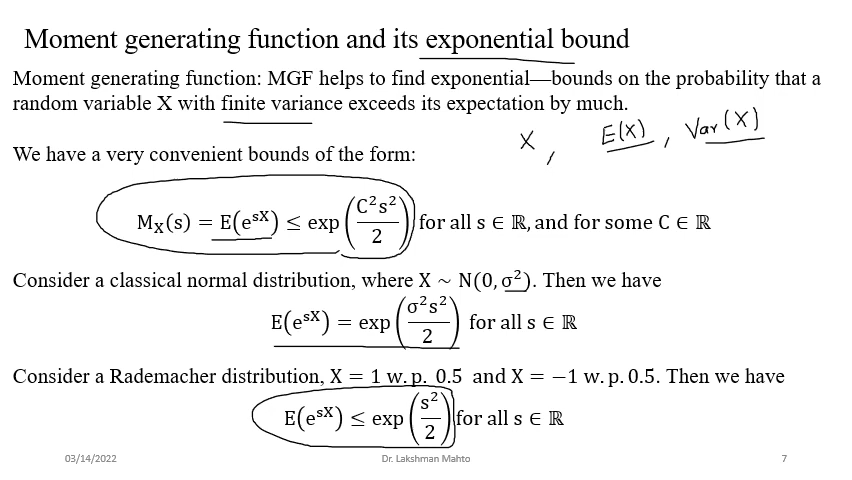 Moment generating function and its exponential bound
Moment generating function: MGF helps to find exponential—bounds on the probability that a
random variable X with finite variance exceeds its expectation by much.
X , E(X) , Var(X)
We have a very convenient bounds of the form:
M_X(s) = E(e^{sX}) ≤ exp(C²s²/2) for all s ∈ ℝ, and for some C ∈ ℝ
Consider a classical normal distribution, where X ~ N(0, σ²). Then we have
E(e^{sX}) = exp(σ²s²/2) for all s ∈ ℝ
Consider a Rademacher distribution, X = 1 w. p. 0.5 and X = −1 w. p. 0.5. Then we have
E(e^{sX}) ≤ exp(s²/2) for all s ∈ ℝ
03/14/2022 Dr. Lakshman Mahto 7